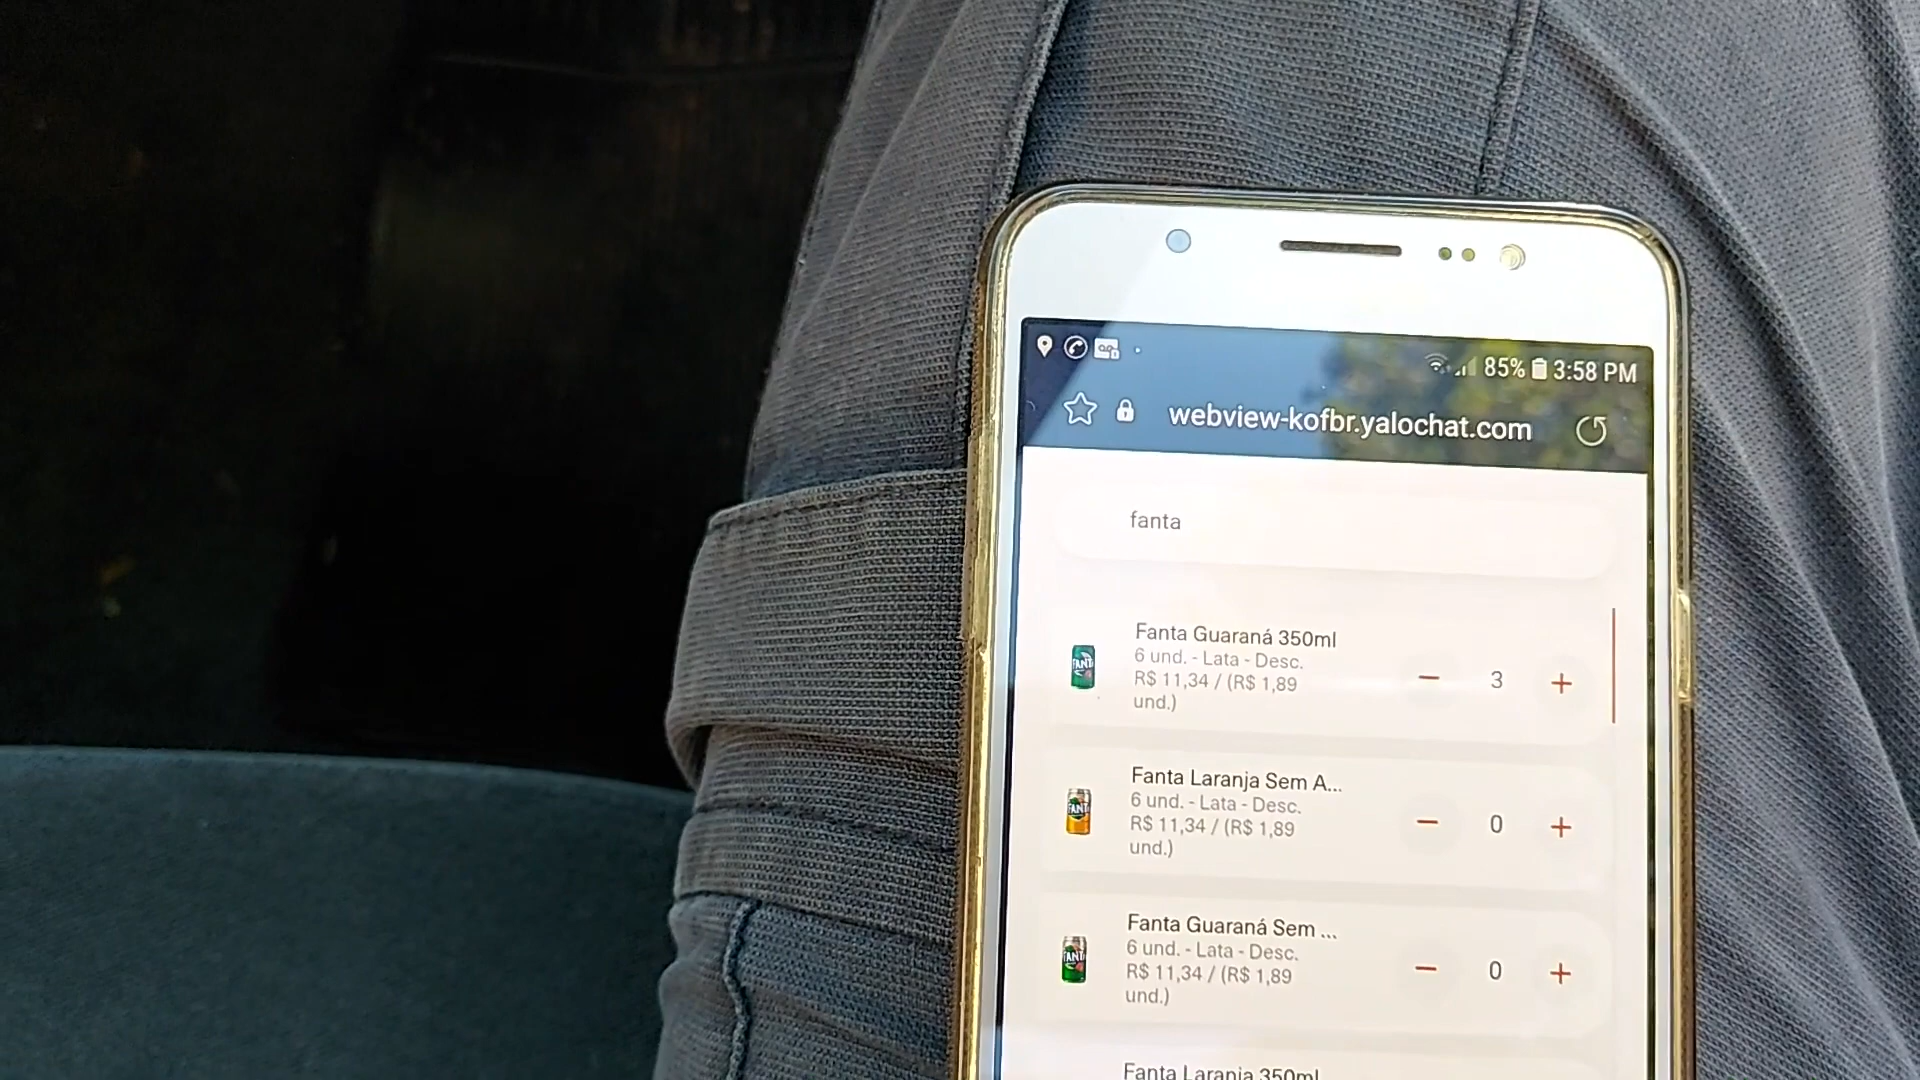 85% 3:58 PM
webview-kofbr.yalochat.com
fanta
Fanta Guaraná 350ml
6 und. - Lata - Desc.
R$ 11,34 / (R$ 1,89
und.)
− 3 +
Fanta Laranja Sem A...
6 und. - Lata - Desc.
R$ 11,34 / (R$ 1,89
und.)
− 0 +
Fanta Guaraná Sem ...
6 und. - Lata - Desc.
R$ 11,34 / (R$ 1,89
und.)
− 0 +
Fanta Laranja 350ml